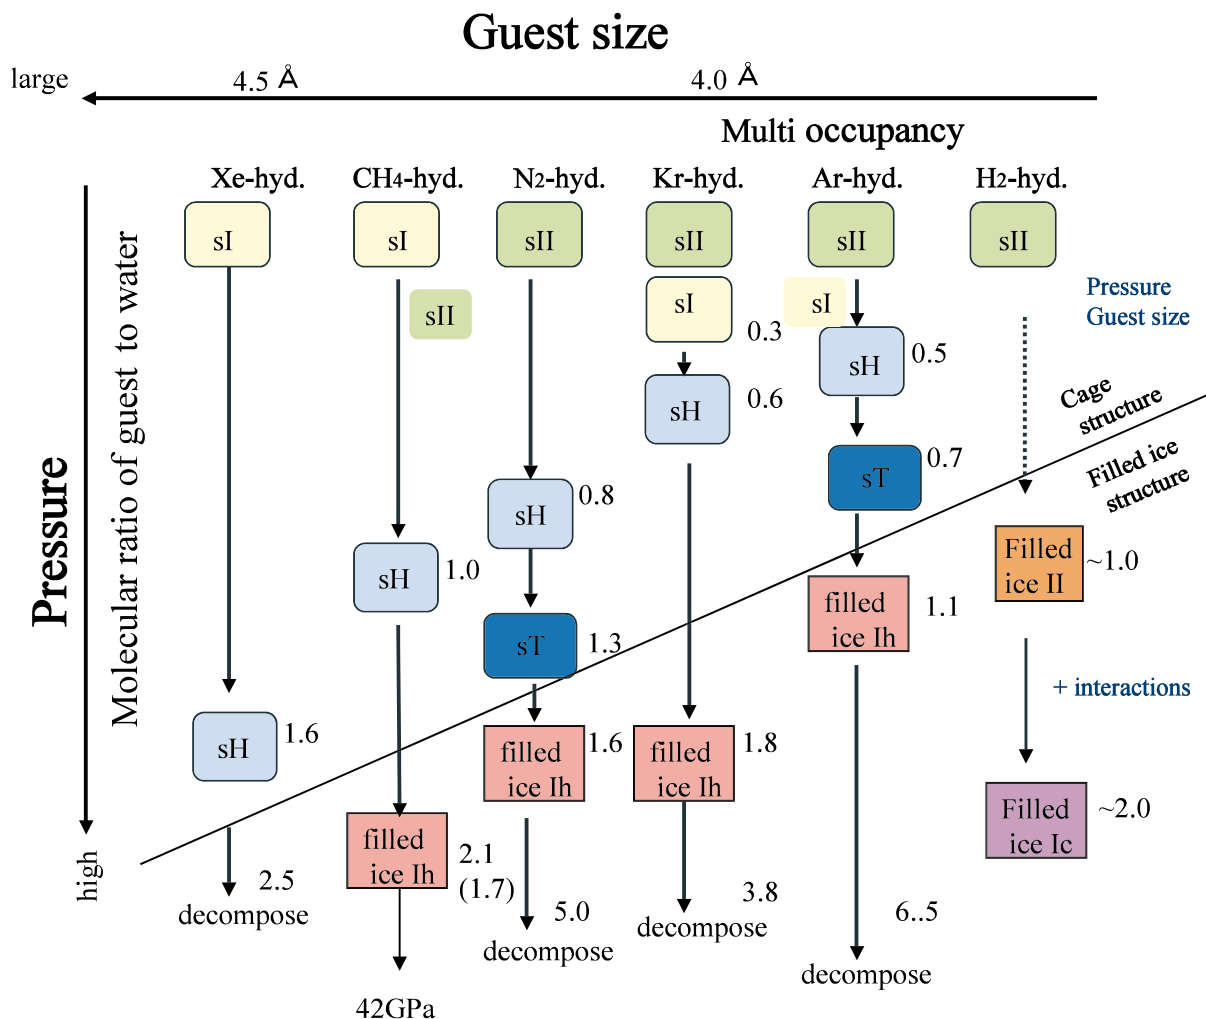 Guest size
large
4.5 Å
4.0 Å
Multi occupancy
Xe-hyd.
CH4-hyd.
N2-hyd.
Kr-hyd.
Ar-hyd.
H2-hyd.
Pressure
Molecular ratio of guest to water
high
sI
sH
1.6
2.5
decompose
sI
sII
sH
1.0
filled
ice Ih
2.1
(1.7)
42GPa
sII
sH
0.8
sT
1.3
filled
ice Ih
1.6
5.0
decompose
sII
sI
0.3
sH
0.6
filled
ice Ih
1.8
3.8
decompose
sII
sI
sH
0.5
sT
0.7
filled
ice Ih
1.1
6..5
decompose
sII
Pressure
Guest size
Cage
structure
Filled ice
structure
Filled
ice II
~1.0
+ interactions
Filled
ice Ic
~2.0